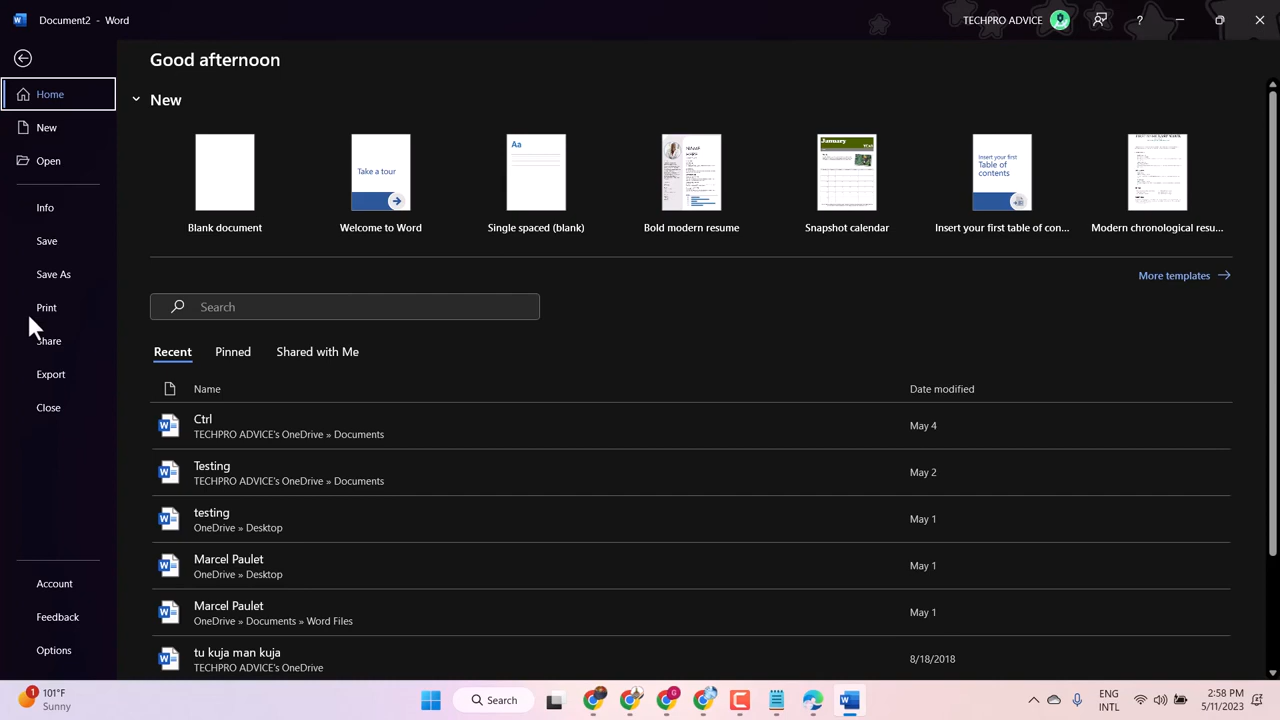 Document2 - Word
TECHPRO ADVICE
?
Good afternoon
Home
New
New
Open
Info
Save
Save As
Print
Share
Export
Close
Account
Feedback
Options
Aa
Take a tour
January
Insert your first
Table of
contents
Blank document
Welcome to Word
Single spaced (blank)
Bold modern resume
Snapshot calendar
Insert your first table of con...
Modern chronological resu...
More templates
Search
Recent
Pinned
Shared with Me
Name
Date modified
Ctrl
TECHPRO ADVICE's OneDrive » Documents
May 4
Testing
TECHPRO ADVICE's OneDrive » Documents
May 2
testing
OneDrive » Desktop
May 1
Marcel Paulet
OneDrive » Desktop
May 1
Marcel Paulet
OneDrive » Documents » Word Files
May 1
tu kuja man kuja
TECHPRO ADVICE's OneDrive
8/18/2018
1
101°F
Sunny
Search
ENG
INTL
2:58 PM
5/11/2023